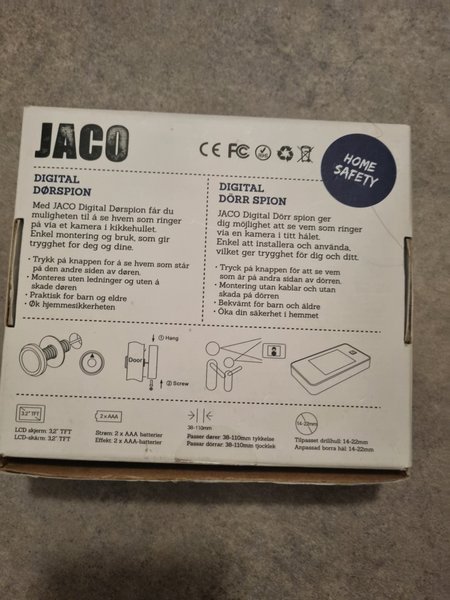 JACO
CE FC RoHS
HOME
SAFETY
DIGITAL
DØRSPION
Med JACO Digital Dørspion får du
muligheten til å se hvem som ringer
på via et kamera i kikkehullet.
Enkel montering og bruk, som gir
trygghet for deg og dine.
· Trykk på knappen for å se hvem som står
på den andre siden av døren.
· Monteres uten ledninger og uten å
skade døren
· Praktisk for barn og eldre
Øk hjemmesikkerheten
DIGITAL
DÖRR SPION
JACO Digital Dörr spion ger
dig möjlighet att se vem som ringer
via en kamera i titt hålet.
Enkel att installera och använda,
vilket ger trygghet för dig och ditt.
· Tryck på knappen för att se vem
som är på andra sidan av dörren.
· Montering utan kablar och utan
skada på dörren
· Bekvämt för barn och äldre
· Öka din säkerhet i hemmet
① Hang
Door
② Screw
3,2" TFT
2 x AAA
38-110mm
14-22mm
LCD skjerm: 3,2" TFT
LCD-skärm: 3,2" TFT
Strøm: 2 x AAA-batterier
Effekt: 2 x AAA-batterier
Passer dører: 38-110mm tykkelse
Passar dörrar: 38-110mm tjocklek
Tilpasset drillhull: 14-22mm
Anpassad borra hål: 14-22mm